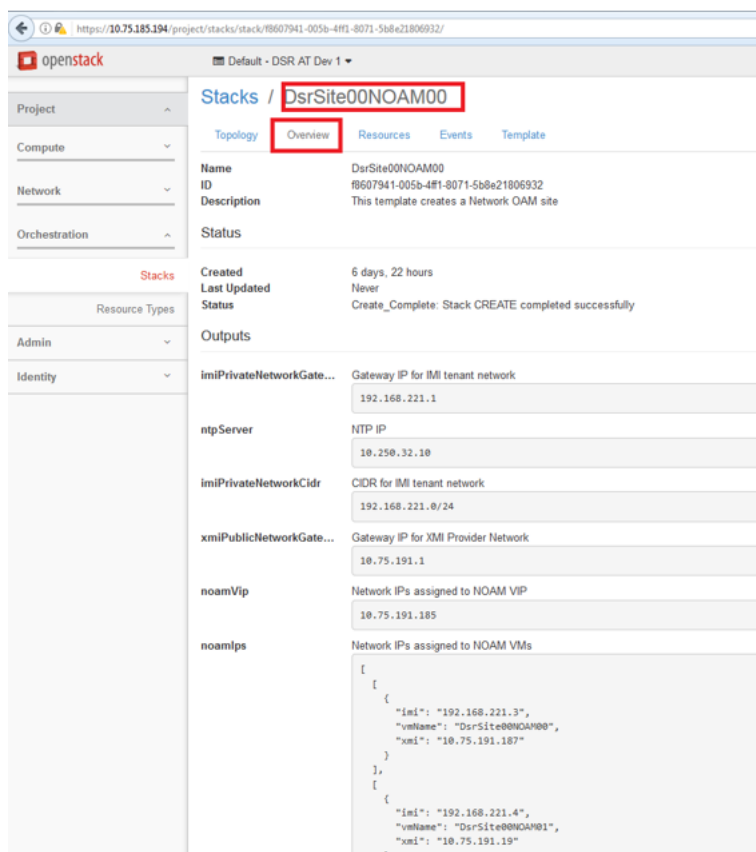 https://10.75.185.194/project/stacks/stack/f8607941-005b-4ff1-8071-5b8e21806932/
openstack
Default - DSR AT Dev 1
Project
Compute
Network
Orchestration
Stacks
Resource Types
Admin
Identity
Stacks / DsrSite00NOAM00
Topology Overview Resources Events Template
Name DsrSite00NOAM00
ID f8607941-005b-4ff1-8071-5b8e21806932
Description This template creates a Network OAM site
Status
Created 6 days, 22 hours
Last Updated Never
Status Create_Complete: Stack CREATE completed successfully
Outputs
imiPrivateNetworkGate... Gateway IP for IMI tenant network
192.168.221.1
ntpServer NTP IP
10.250.32.10
imiPrivateNetworkCidr CIDR for IMI tenant network
192.168.221.0/24
xmiPublicNetworkGate... Gateway IP for XMI Provider Network
10.75.191.1
noamVip Network IPs assigned to NOAM VIP
10.75.191.185
noamIps Network IPs assigned to NOAM VMs
[
[
{
"imi": "192.168.221.3",
"vmName": "DsrSite00NOAM00",
"xmi": "10.75.191.187"
}
],
[
{
"imi": "192.168.221.4",
"vmName": "DsrSite00NOAM01",
"xmi": "10.75.191.19"